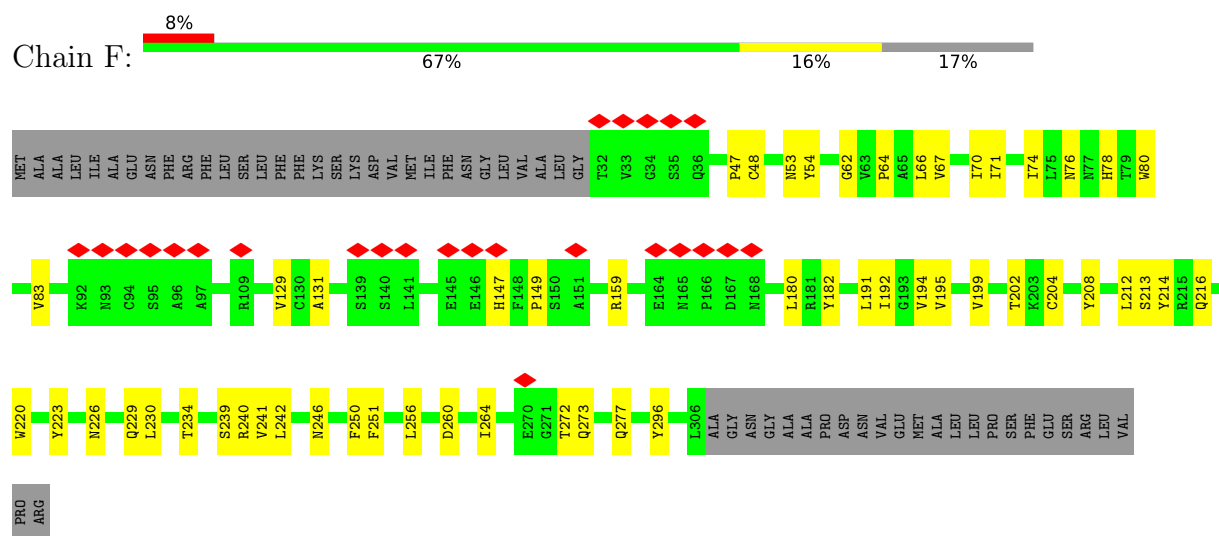 8%
Chain F:
67% 16% 17%
MET ALA ALA LEU ILE ALA GLU ASN PHE ARG PHE LEU SER LEU PHE PHE LYS SER LYS ASP VAL MET ILE PHE ASN GLY LEU VAL ALA LEU GLY T32 V33 G34 S35 Q36 P47 C48 N53 Y54 G62 V63 P64 A65 L66 V67 I70 I71 I74 L75 N76 N77 H78 T79 W80
V83 K92 N93 C94 S95 A96 A97 R109 V129 C130 A131 S139 S140 L141 E145 E146 H147 F148 P149 S150 A151 R159 E164 N165 P166 D167 N168 L180 R181 Y182 L191 I192 G193 V194 V195 V199 T202 K203 C204 Y208 L212 S213 Y214 R215 Q216
W220 Y223 N226 Q229 L230 T234 S239 R240 V241 L242 N246 F250 F251 L256 D260 I264 E270 G271 T272 Q273 Q277 Y296 L306 ALA GLY ASN GLY ALA ALA PRO ASP ASN VAL GLU MET ALA LEU LEU PRO SER PHE GLU SER ARG LEU VAL
PRO ARG